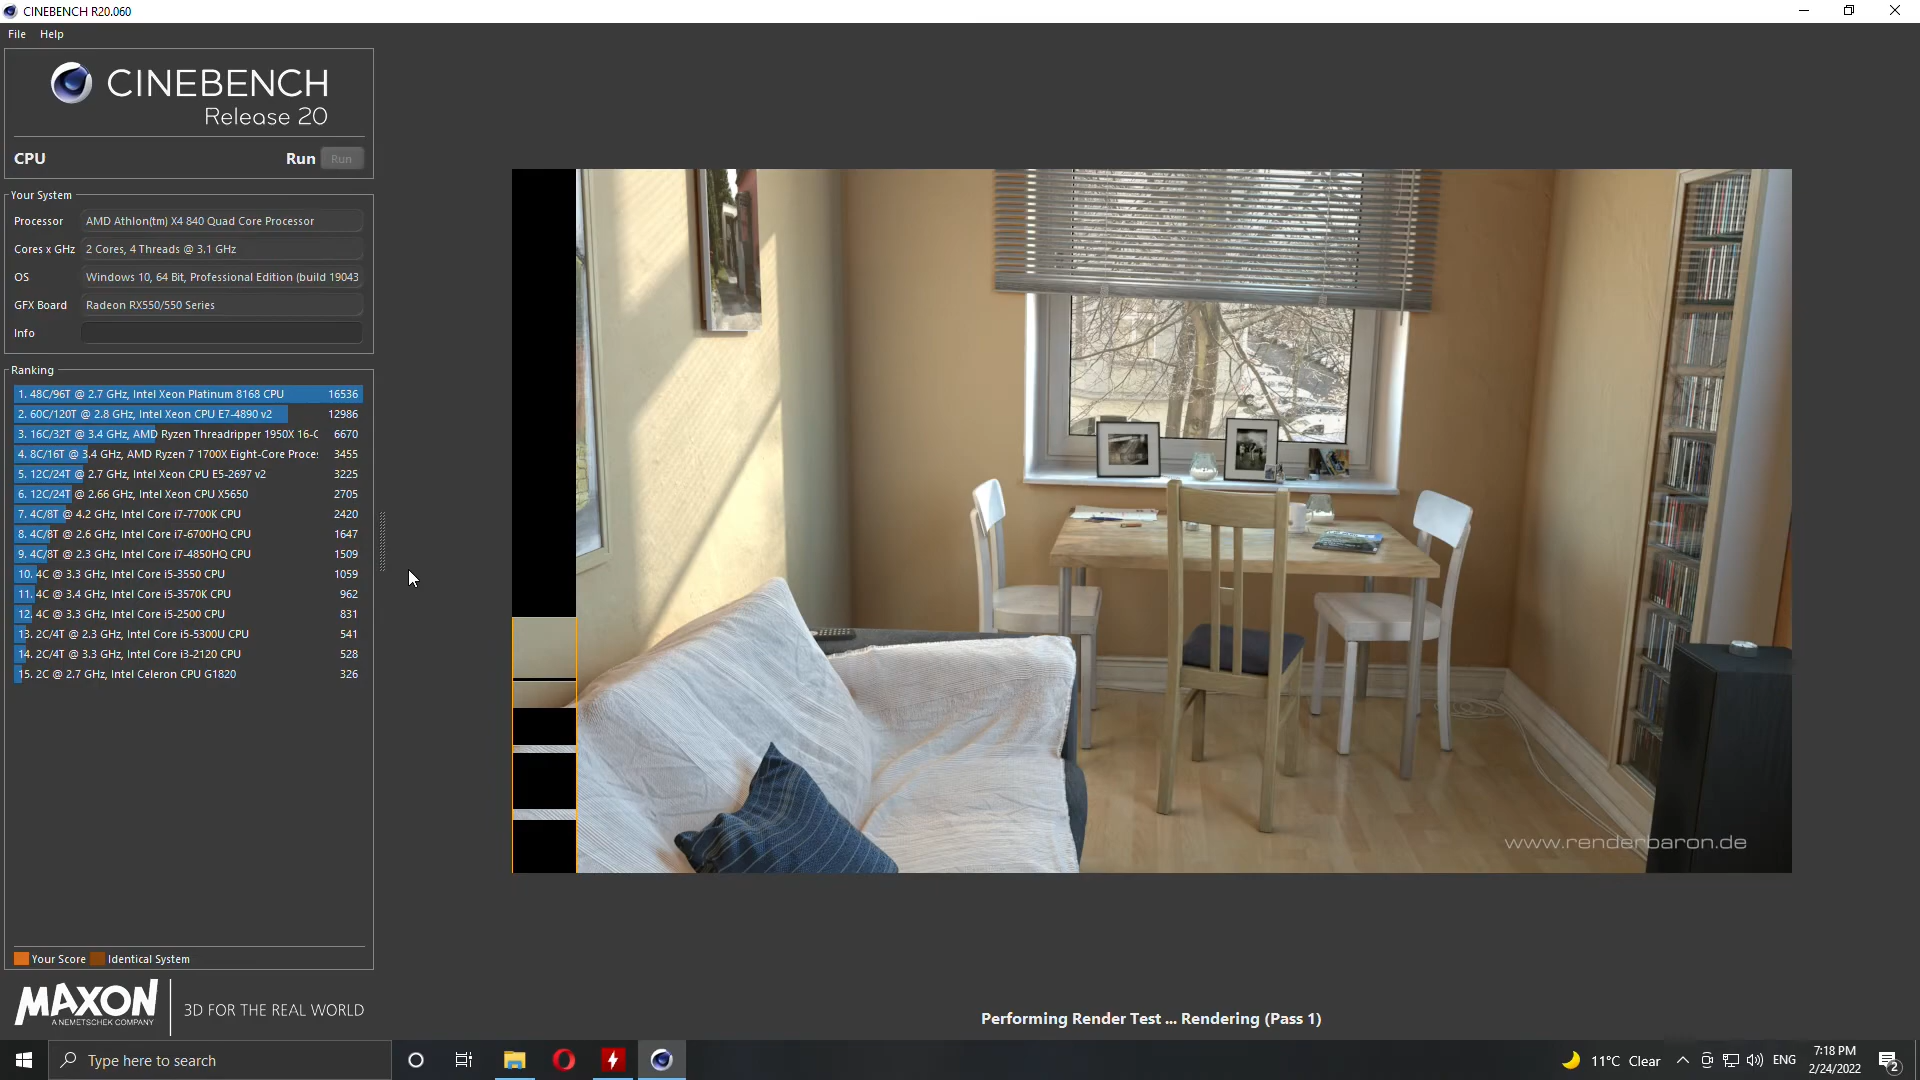 CINEBENCH R20.060
File Help
CINEBENCH
Release 20
CPU Run Run
Your System
Processor AMD Athlon(tm) X4 840 Quad Core Processor
Cores x GHz 2 Cores, 4 Threads @ 3.1 GHz
OS Windows 10, 64 Bit, Professional Edition (build 19043
GFX Board Radeon RX550/550 Series
Info
Ranking
1. 48C/96T @ 2.7 GHz, Intel Xeon Platinum 8168 CPU 16536
2. 60C/120T @ 2.8 GHz, Intel Xeon CPU E7-4890 v2 12986
3. 16C/32T @ 3.4 GHz, AMD Ryzen Threadripper 1950X 16-C 6670
4. 8C/16T @ 3.4 GHz, AMD Ryzen 7 1700X Eight-Core Proces 3455
5. 12C/24T @ 2.7 GHz, Intel Xeon CPU E5-2697 v2 3225
6. 12C/24T @ 2.66 GHz, Intel Xeon CPU X5650 2705
7. 4C/8T @ 4.2 GHz, Intel Core i7-7700K CPU 2420
8. 4C/8T @ 2.6 GHz, Intel Core i7-6700HQ CPU 1647
9. 4C/8T @ 2.3 GHz, Intel Core i7-4850HQ CPU 1509
10. 4C @ 3.3 GHz, Intel Core i5-3550 CPU 1059
11. 4C @ 3.4 GHz, Intel Core i5-3570K CPU 962
12. 4C @ 3.3 GHz, Intel Core i5-2500 CPU 831
13. 2C/4T @ 2.3 GHz, Intel Core i5-5300U CPU 541
14. 2C/4T @ 3.3 GHz, Intel Core i3-2120 CPU 528
15. 2C @ 2.7 GHz, Intel Celeron CPU G1820 326
Your Score Identical System
MAXON
A NEMETSCHEK COMPANY
3D FOR THE REAL WORLD
www.renderbaron.de
Performing Render Test ... Rendering (Pass 1)
Type here to search
11°C Clear
ENG
7:18 PM
2/24/2022
2